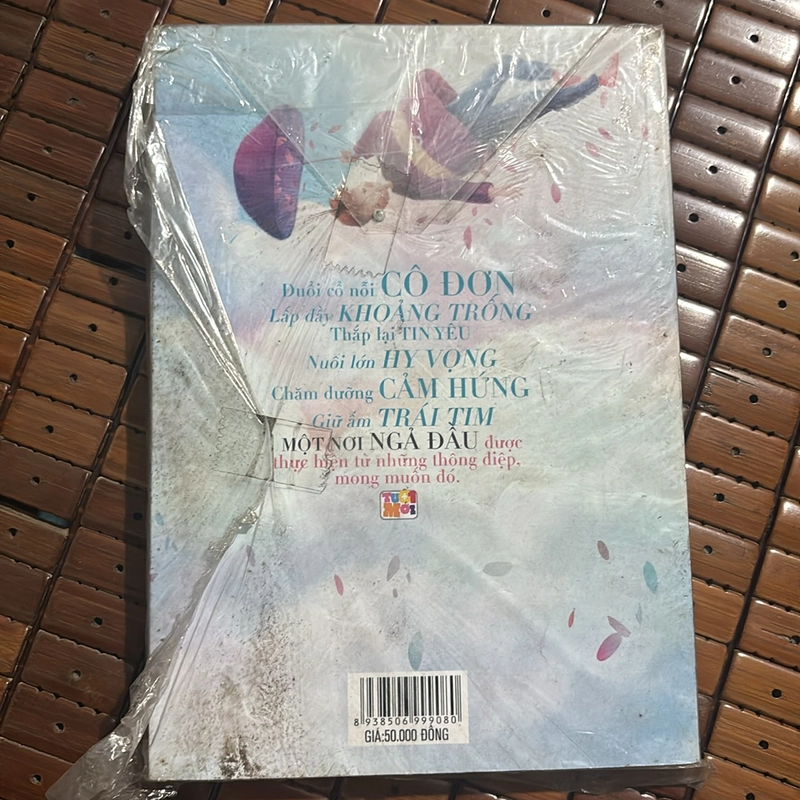 Đuổi cổ nỗi CÔ ĐƠN
Lấp đầy KHOẢNG TRỐNG
Thắp lại TIN YÊU
Nuôi lớn HY VỌNG
Chăm dưỡng CẢM HỨNG
Giữ ấm TRÁI TIM
MỘT NƠI NGẢ ĐẦU được
thực hiện từ những thông điệp,
mong muốn đó.
TUỔI
MỚI
8 938506 999080
GIÁ:50.000 ĐỒNG